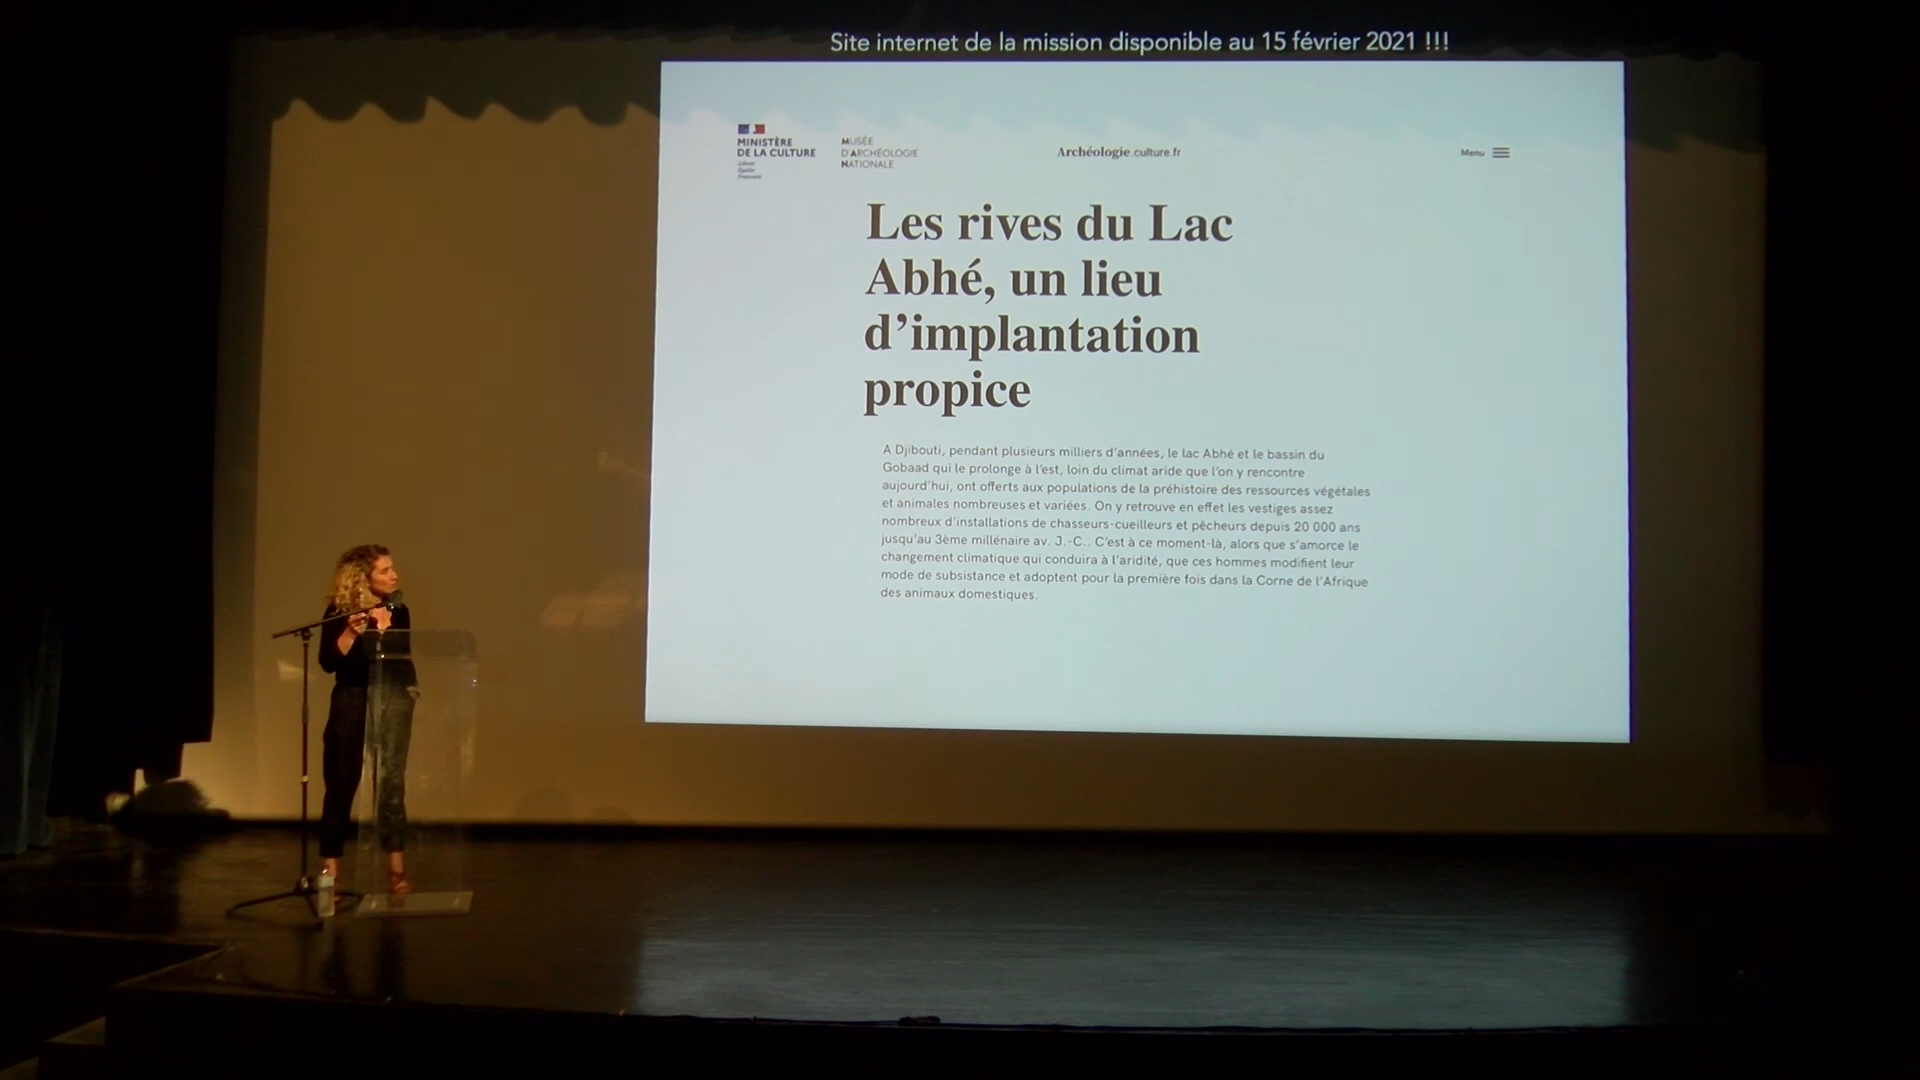 Site internet de la mission disponible au 15 février 2021 !!!
MINISTÈRE
DE LA CULTURE
Liberté
Égalité
Fraternité
MUSÉE
D'ARCHÉOLOGIE
NATIONALE
Archéologie.culture.fr
Menu
Les rives du Lac
Abhé, un lieu
d'implantation
propice
A Djibouti, pendant plusieurs milliers d'années, le lac Abhé et le bassin du
Gobaad qui le prolonge à l'est, loin du climat aride que l'on y rencontre
aujourd'hui, ont offerts aux populations de la préhistoire des ressources végétales
et animales nombreuses et variées. On y retrouve en effet les vestiges assez
nombreux d'installations de chasseurs-cueilleurs et pêcheurs depuis 20 000 ans
jusqu'au 3ème millénaire av. J.-C.. C'est à ce moment-là, alors que s'amorce le
changement climatique qui conduira à l'aridité, que ces hommes modifient leur
mode de subsistance et adoptent pour la première fois dans la Corne de l'Afrique
des animaux domestiques.